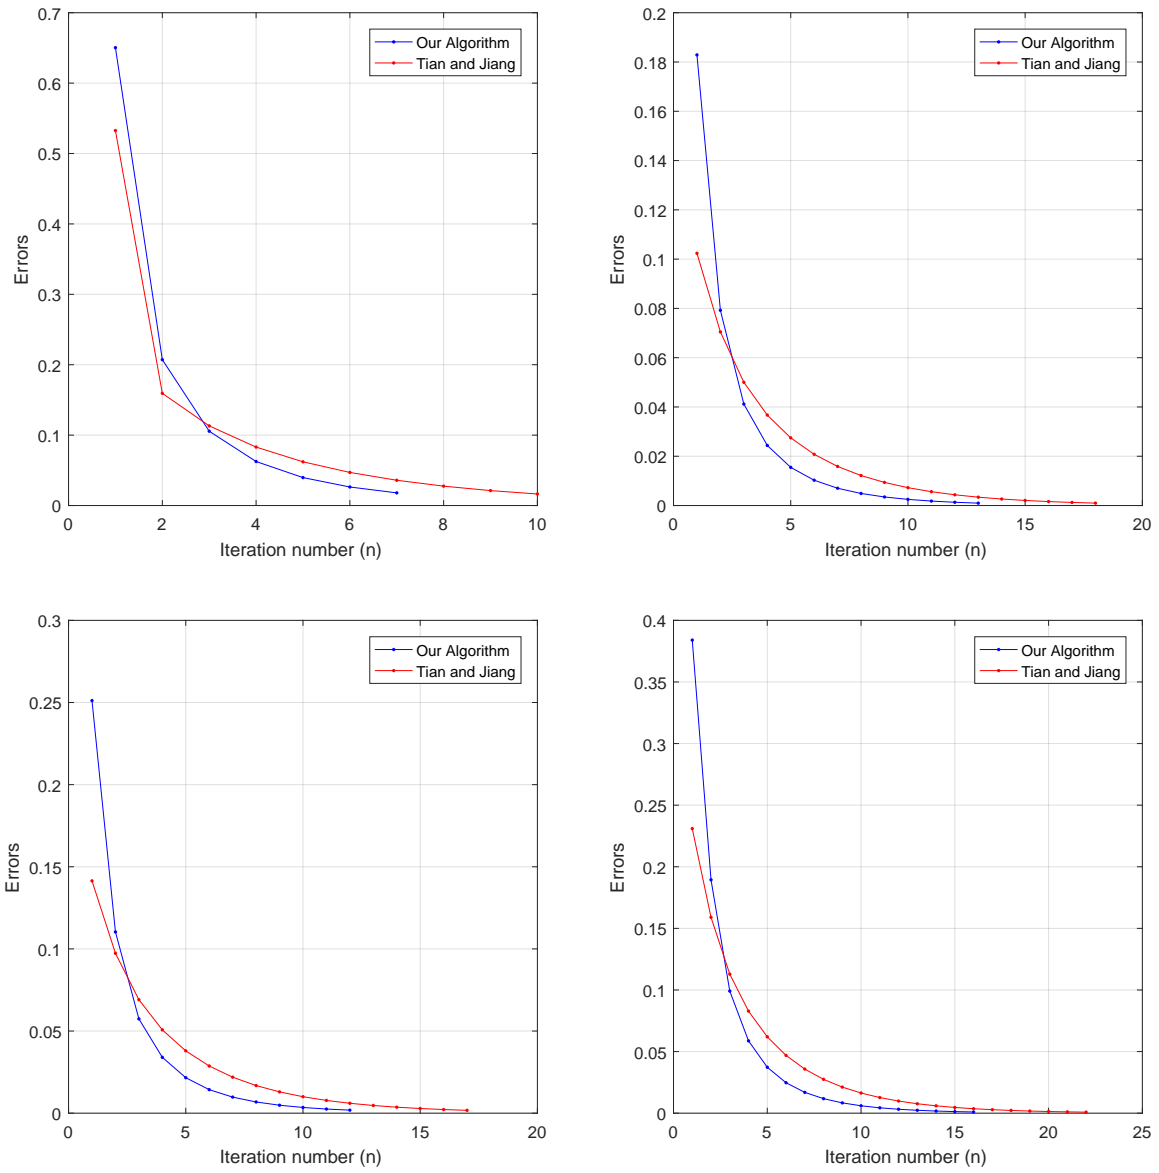 0.7
0.6
0.5
0.4
0.3
0.2
0.1
0
Errors
0 2 4 6 8 10
Iteration number (n)
Our Algorithm
Tian and Jiang
0.2
0.18
0.16
0.14
0.12
0.1
0.08
0.06
0.04
0.02
0
Errors
0 5 10 15 20
Iteration number (n)
Our Algorithm
Tian and Jiang
0.3
0.25
0.2
0.15
0.1
0.05
0
Errors
0 5 10 15 20
Iteration number (n)
Our Algorithm
Tian and Jiang
0.4
0.35
0.3
0.25
0.2
0.15
0.1
0.05
0
Errors
0 5 10 15 20 25
Iteration number (n)
Our Algorithm
Tian and Jiang